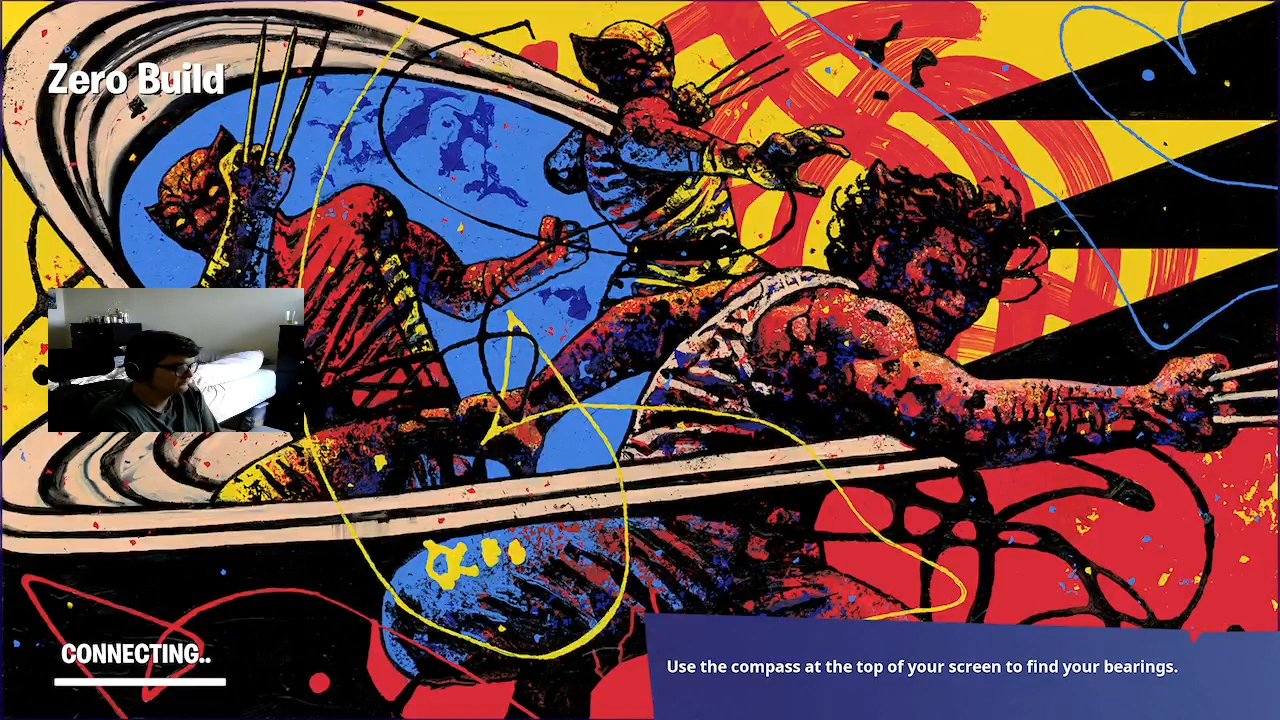 Zero Build
CONNECTING..
Use the compass at the top of your screen to find your bearings.